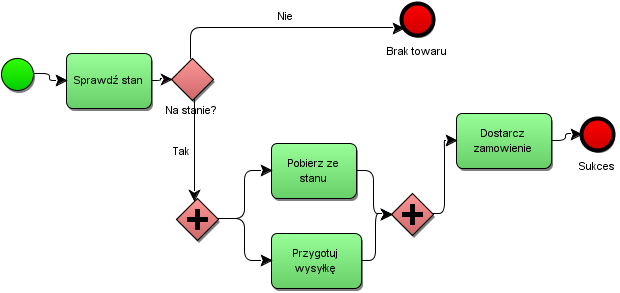 Nie
Brak towaru
Sprawdź stan
Na stanie?
Tak
Pobierz ze
stanu
Przygotuj
wysyłkę
Dostarcz
zamowienie
Sukces